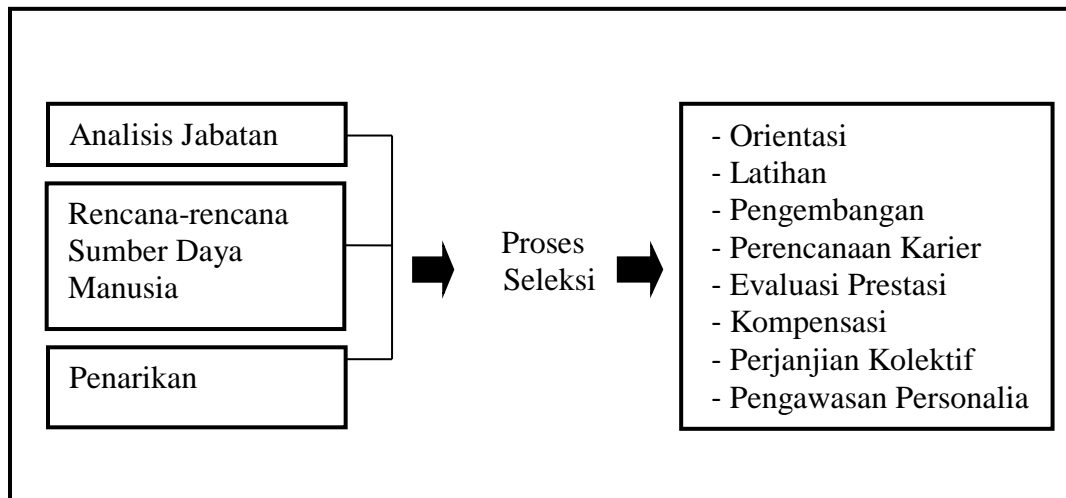 Analisis Jabatan
Rencana-rencana
Sumber Daya
Manusia
Penarikan
Proses
Seleksi
- Orientasi
- Latihan
- Pengembangan
- Perencanaan Karier
- Evaluasi Prestasi
- Kompensasi
- Perjanjian Kolektif
- Pengawasan Personalia